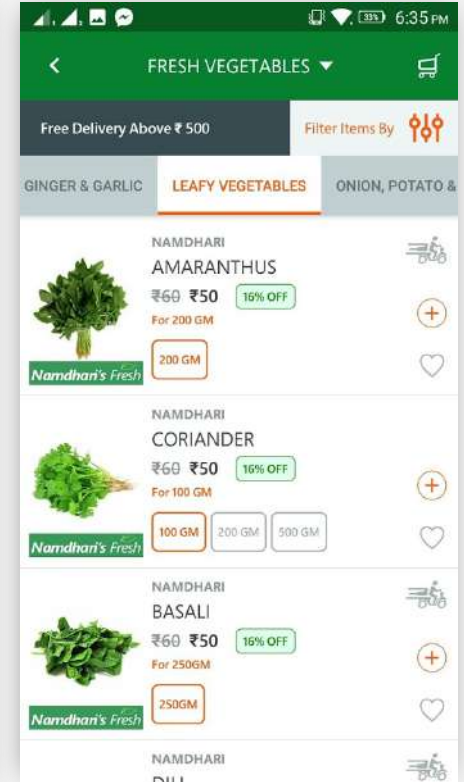 33% 6:35 PM
FRESH VEGETABLES
Free Delivery Above ₹ 500
Filter Items By
GINGER & GARLIC LEAFY VEGETABLES ONION, POTATO &
NAMDHARI
AMARANTHUS
₹60 ₹50 16% OFF
For 200 GM
200 GM
Namdhari's Fresh
NAMDHARI
CORIANDER
₹60 ₹50 16% OFF
For 100 GM
100 GM 200 GM 500 GM
Namdhari's Fresh
NAMDHARI
BASALI
₹60 ₹50 16% OFF
For 250GM
250GM
Namdhari's Fresh
NAMDHARI